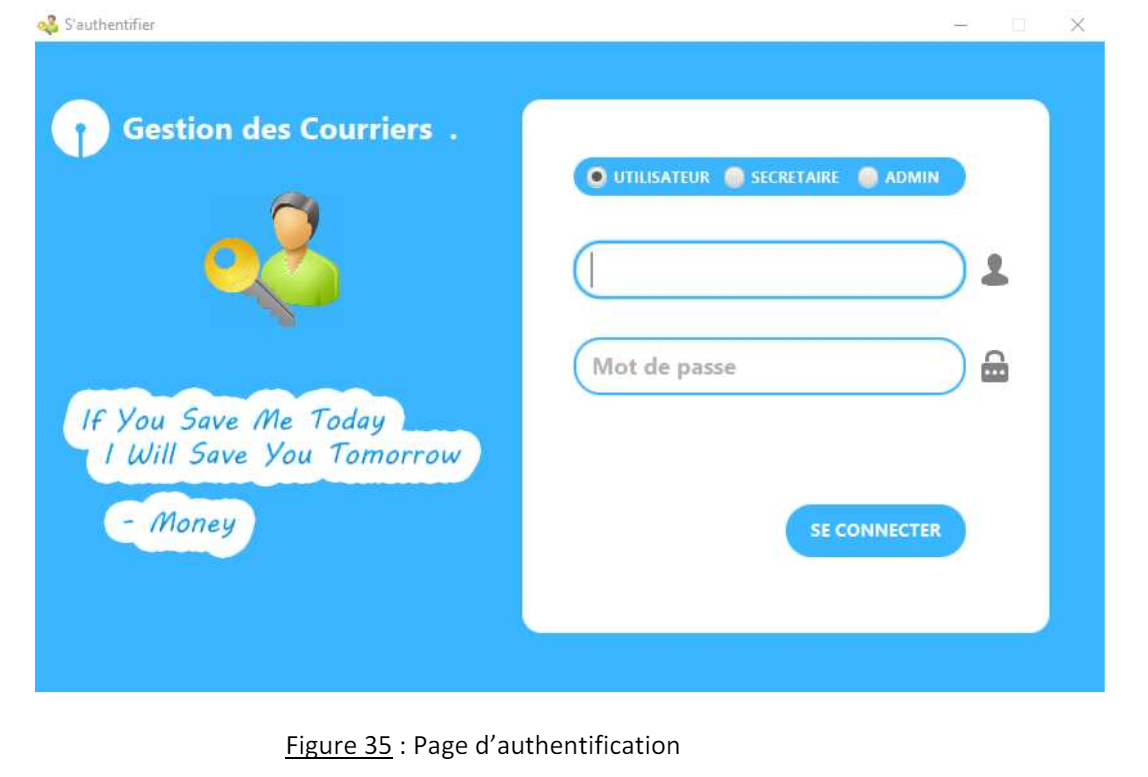 S'authentifier
Gestion des Courriers .
UTILISATEUR SECRETAIRE ADMIN
Mot de passe
If You Save Me Today
I Will Save You Tomorrow
- Money
SE CONNECTER
Figure 35 : Page d’authentification